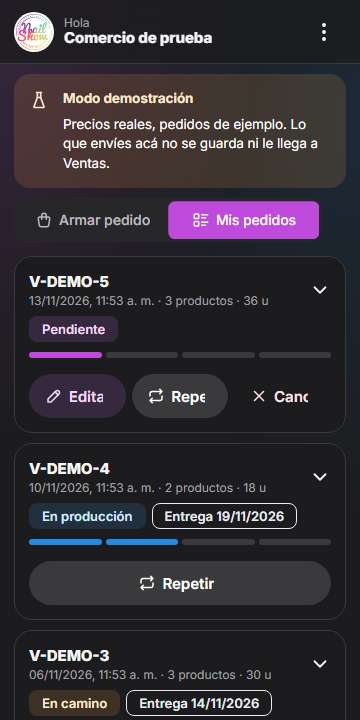 Nail
Show
Hola
Comercio de prueba
Modo demostración
Precios reales, pedidos de ejemplo. Lo
que envíes acá no se guarda ni le llega a
Ventas.
Armar pedido
Mis pedidos
V-DEMO-5
13/11/2026, 11:53 a. m. · 3 productos · 36 u
Pendiente
Edita
Repe
Canc
V-DEMO-4
10/11/2026, 11:53 a. m. · 2 productos · 18 u
En producción
Entrega 19/11/2026
Repetir
V-DEMO-3
06/11/2026, 11:53 a. m. · 3 productos · 30 u
En camino
Entrega 14/11/2026